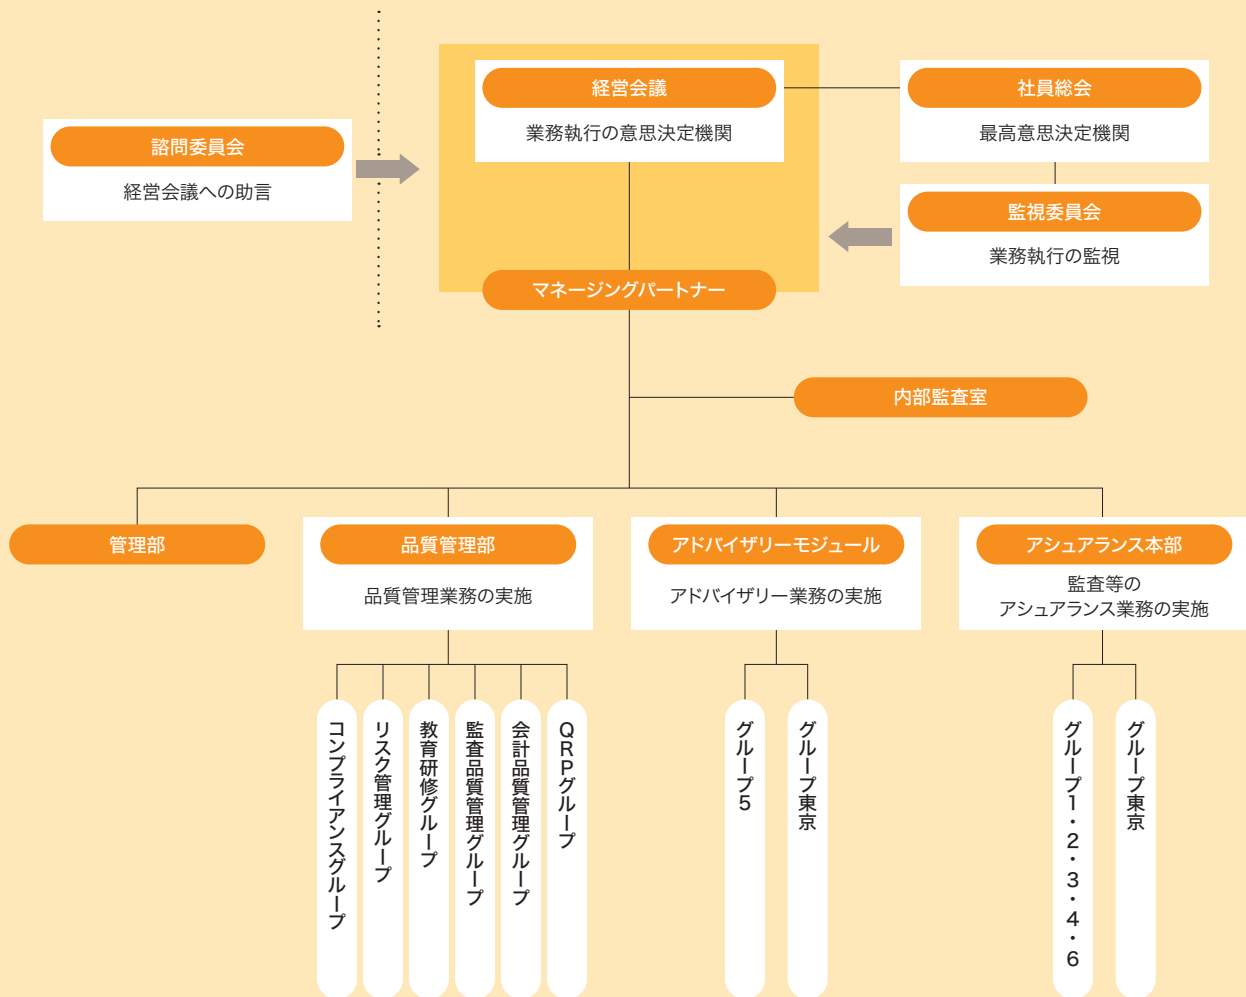 諮問委員会
経営会議への助言
経営会議
業務執行の意思決定機関
社員総会
最高意思決定機関
監視委員会
業務執行の監視
マネージングパートナー
内部監査室
管理部
品質管理部
品質管理業務の実施
アドバイザリーモジュール
アドバイザリー業務の実施
アシュアランス本部
監査等の
アシュアランス業務の実施
コンプライアンスグループ
リスク管理グループ
教育研修グループ
監査品質管理グループ
会計品質管理グループ
QRPグループ
グループ5
グループ東京
グループ1・2・3・4・6
グループ東京